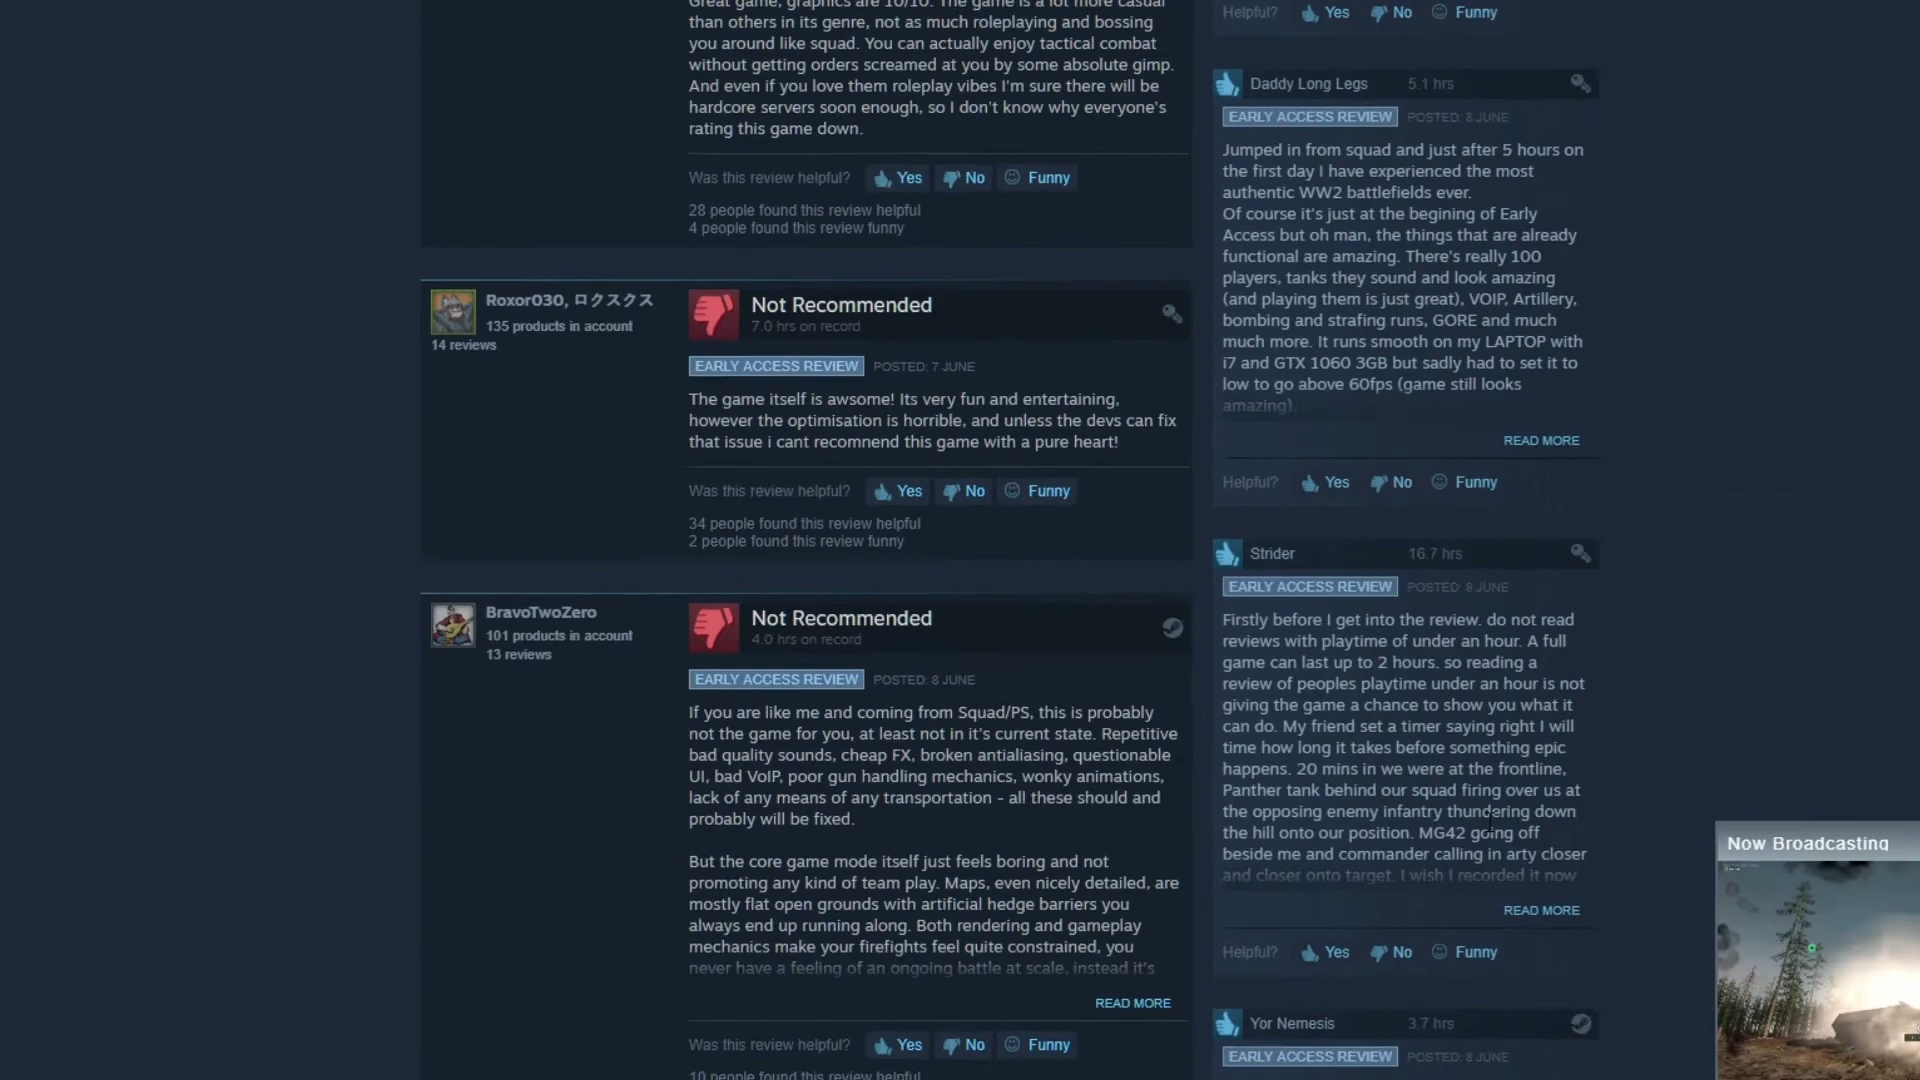 Great game, graphics are 10/10. The game is a lot more casual
than others in its genre, not as much roleplaying and bossing
you around like squad. You can actually enjoy tactical combat
without getting orders screamed at you by some absolute gimp.
And even if you love them roleplay vibes I'm sure there will be
hardcore servers soon enough, so I don't know why everyone's
rating this game down.
Was this review helpful? Yes No Funny
28 people found this review helpful
4 people found this review funny
RoxorO30, ロクスクス
135 products in account
14 reviews
Not Recommended
7.0 hrs on record
EARLY ACCESS REVIEW POSTED: 7 JUNE
The game itself is awsome! Its very fun and entertaining,
however the optimisation is horrible, and unless the devs can fix
that issue i cant recomnend this game with a pure heart!
Was this review helpful? Yes No Funny
34 people found this review helpful
2 people found this review funny
BravoTwoZero
101 products in account
13 reviews
Not Recommended
4.0 hrs on record
EARLY ACCESS REVIEW POSTED: 8 JUNE
If you are like me and coming from Squad/PS, this is probably
not the game for you, at least not in it's current state. Repetitive
bad quality sounds, cheap FX, broken antialiasing, questionable
UI, bad VoIP, poor gun handling mechanics, wonky animations,
lack of any means of any transportation - all these should and
probably will be fixed.
But the core game mode itself just feels boring and not
promoting any kind of team play. Maps, even nicely detailed, are
mostly flat open grounds with artificial hedge barriers you
always end up running along. Both rendering and gameplay
mechanics make your firefights feel quite constrained, you
never have a feeling of an ongoing battle at scale, instead it's
READ MORE
Was this review helpful? Yes No Funny
10 people found this review helpful
Helpful? Yes No Funny
Daddy Long Legs 5.1 hrs
EARLY ACCESS REVIEW POSTED: 8 JUNE
Jumped in from squad and just after 5 hours on
the first day I have experienced the most
authentic WW2 battlefields ever.
Of course it's just at the begining of Early
Access but oh man, the things that are already
functional are amazing. There's really 100
players, tanks they sound and look amazing
(and playing them is just great), VOIP, Artillery,
bombing and strafing runs, GORE and much
much more. It runs smooth on my LAPTOP with
i7 and GTX 1060 3GB but sadly had to set it to
low to go above 60fps (game still looks
amazing).
READ MORE
Helpful? Yes No Funny
Strider 16.7 hrs
EARLY ACCESS REVIEW POSTED: 8 JUNE
Firstly before I get into the review. do not read
reviews with playtime of under an hour. A full
game can last up to 2 hours. so reading a
review of peoples playtime under an hour is not
giving the game a chance to show you what it
can do. My friend set a timer saying right I will
time how long it takes before something epic
happens. 20 mins in we were at the frontline,
Panther tank behind our squad firing over us at
the opposing enemy infantry thundering down
the hill onto our position. MG42 going off
beside me and commander calling in arty closer
and closer onto target. I wish I recorded it now
READ MORE
Helpful? Yes No Funny
Yor Nemesis 3.7 hrs
EARLY ACCESS REVIEW POSTED: 8 JUNE
Now Broadcasting